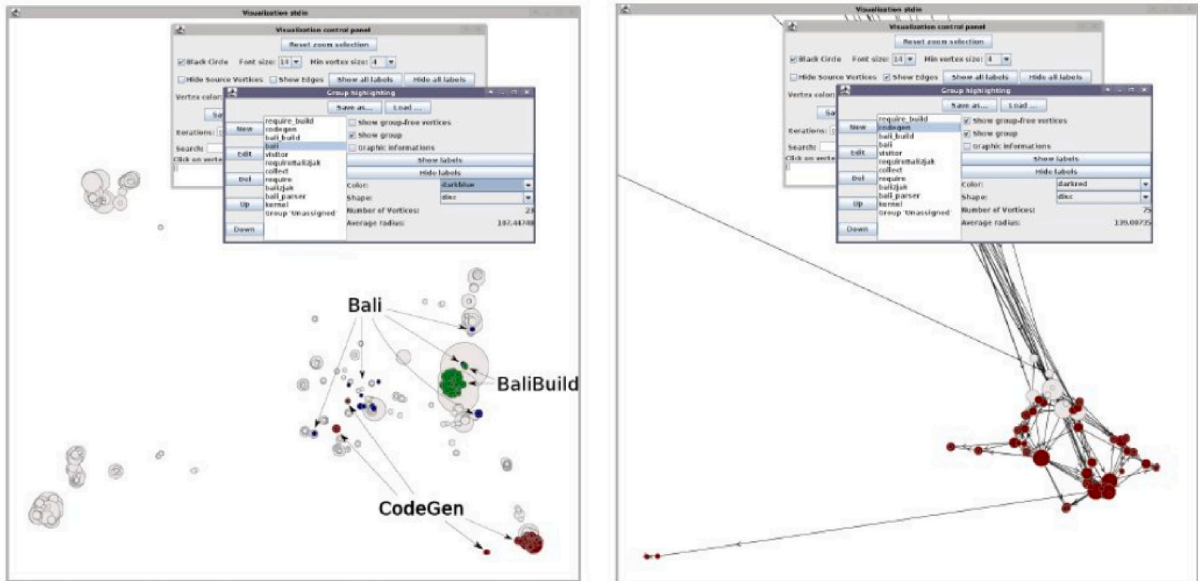 Visualization stdin
Visualization control panel
Reset zoom selection
Black Circle Font size: 14 Min vertex size: 4
Hide Source Vertices Show Edges Show all labels Hide all labels
Vertex color:
Group highlighting
Save as... Load ...
New
Edit
Del
Up
Down
require_build
codegen
bali_build
bali
visitor
requireBali2jak
collect
require
bali2jak
bali_parser
kernel
Group 'Unassigned'
Show group-free vertices
Show group
Graphic informations
Show labels
Hide labels
Color: darkblue
Shape: disc
Number of Vertices: 23
Average radius:
Iterations:
Search:
Click on verte
Bali
BaliBuild
CodeGen
Visualization stdin
Visualization control panel
Reset zoom selection
Black Circle Font size: 14 Min vertex size: 4
Hide Source Vertices Show Edges Show all labels Hide all labels
Vertex color:
Group highlighting
Save as... Load ...
New
Edit
Del
Up
Down
require_build
codegen
bali_build
bali
visitor
requireBali2jak
collect
require
bali2jak
bali_parser
kernel
Group 'Unassigned'
Show group-free vertices
Show group
Graphic informations
Show labels
Hide labels
Color: darkred
Shape: disc
Number of Vertices: 75
Average radius:
Iterations:
Search:
Click on verte